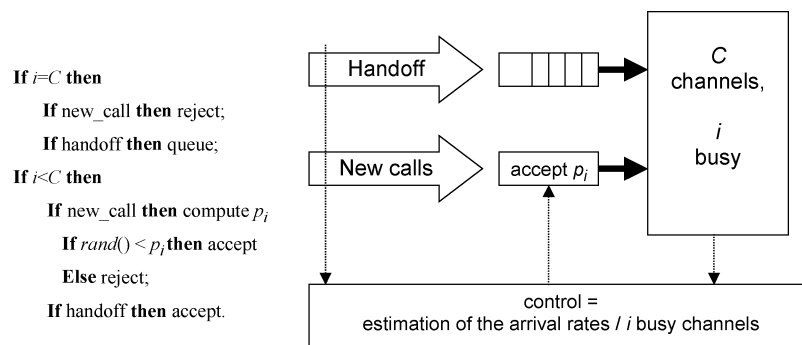 If i=C then
If new_call then reject;
If handoff then queue;
If i<C then
If new_call then compute pi
If rand() < pi then accept
Else reject;
If handoff then accept.
Handoff
New calls
accept pi
C
channels,
i
busy
control =
estimation of the arrival rates / i busy channels